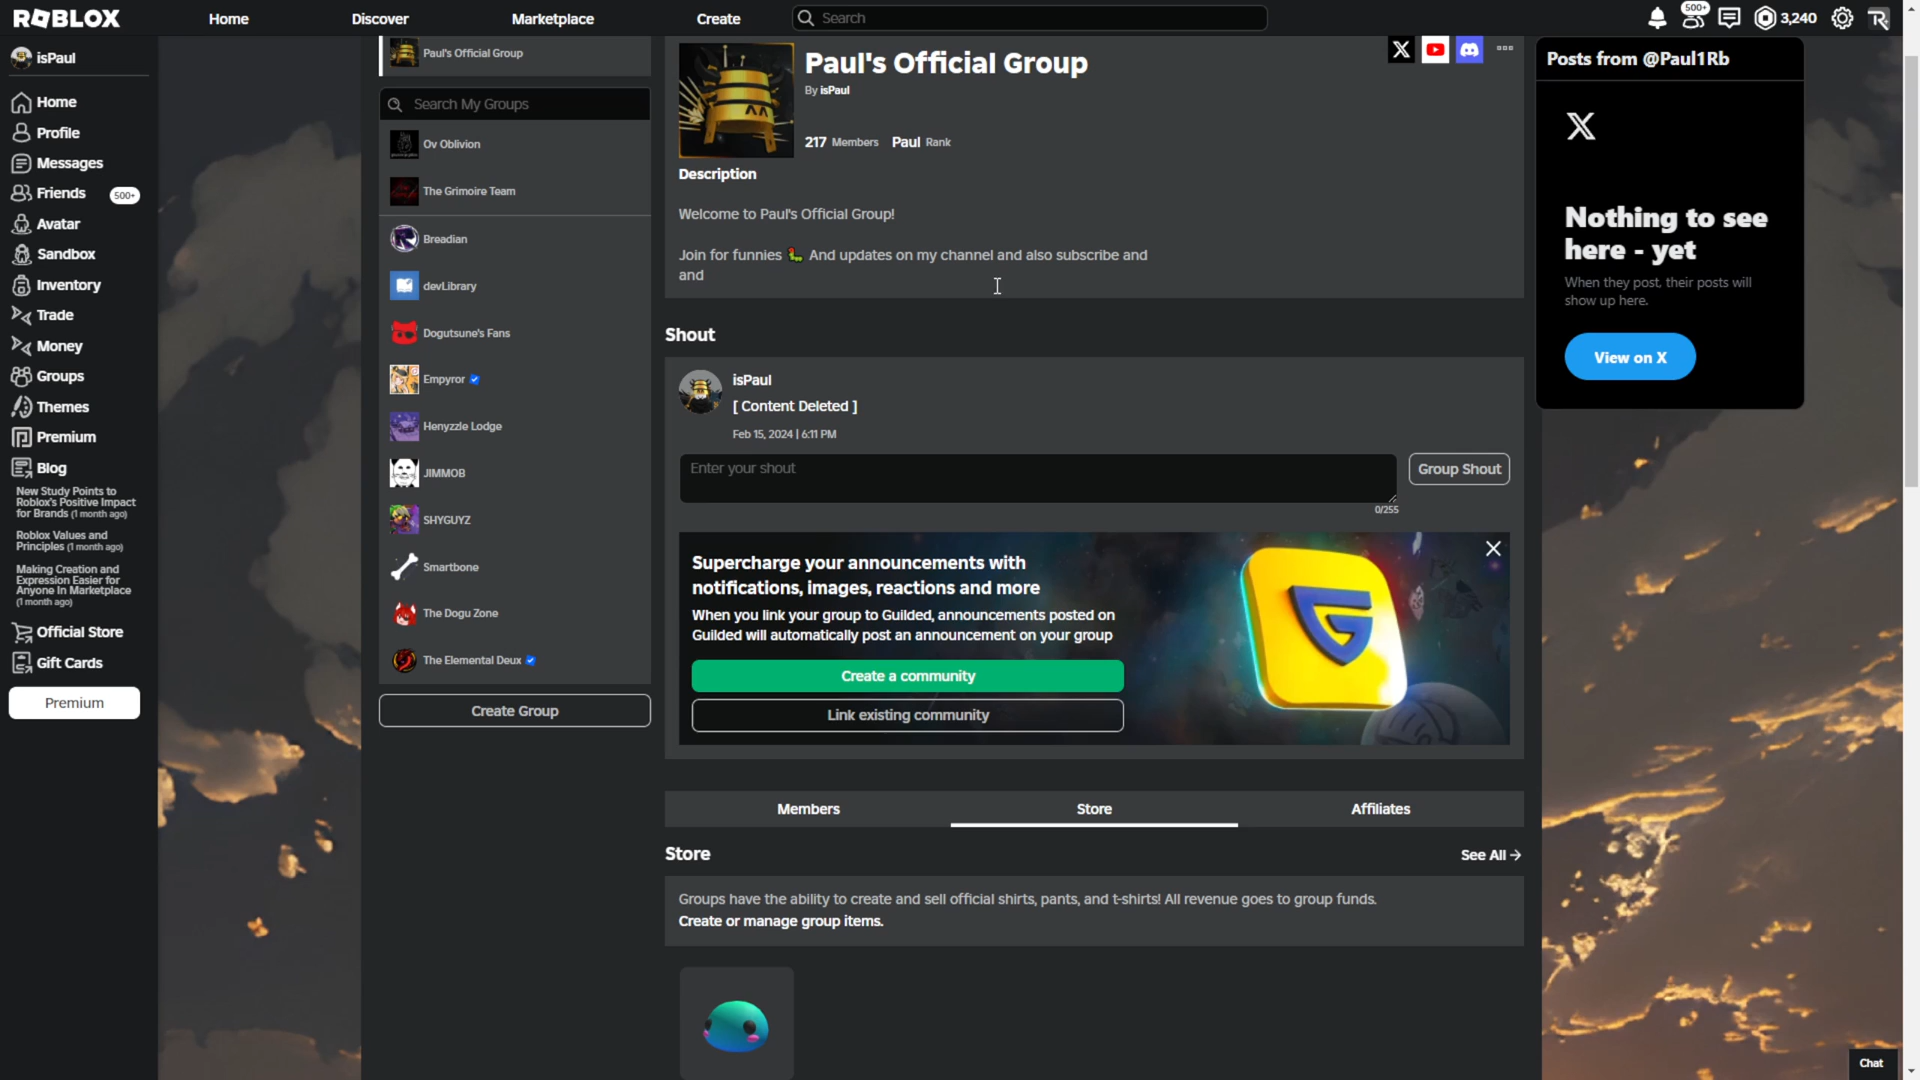 ROBLOX
Home
Discover
Marketplace
Create
Search
500+
3,240
isPaul
Home
Profile
Messages
Friends
500+
Avatar
Sandbox
Inventory
Trade
Money
Groups
Themes
Premium
Blog
New Study Points to
Roblox's Positive Impact
for Brands (1 month ago)
Roblox Values and
Principles (1 month ago)
Making Creation and
Expression Easier for
Anyone In Marketplace
(1 month ago)
Official Store
Gift Cards
Premium
Paul's Official Group
Search My Groups
Ov Oblivion
The Grimoire Team
Breadian
devLibrary
Dogutsune's Fans
Empyror
Henyzzle Lodge
JIMMOB
SHYGUYZ
Smartbone
The Dogu Zone
The Elemental Deux
Create Group
Paul's Official Group
By isPaul
217 Members Paul Rank
Description
Welcome to Paul's Official Group!
Join for funnies 🐛 And updates on my channel and also subscribe and
and
Shout
isPaul
[ Content Deleted ]
Feb 15, 2024 | 6:11 PM
Enter your shout
Group Shout
0/255
Supercharge your announcements with
notifications, images, reactions and more
When you link your group to Guilded, announcements posted on
Guilded will automatically post an announcement on your group
Create a community
Link existing community
Members
Store
Affiliates
Store
See All →
Groups have the ability to create and sell official shirts, pants, and t-shirts! All revenue goes to group funds.
Create or manage group items.
Posts from @Paul1Rb
Nothing to see
here - yet
When they post, their posts will
show up here.
View on X
Chat